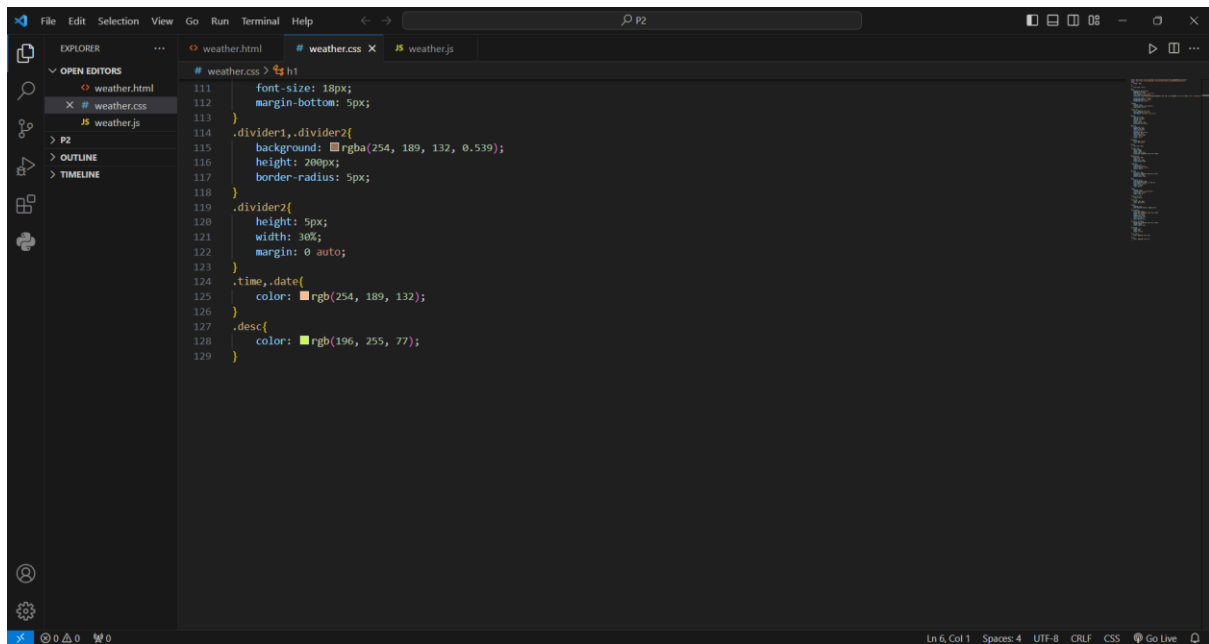 File Edit Selection View Go Run Terminal Help
P2
EXPLORER ...
OPEN EDITORS
weather.html
# weather.css
JS weather.js
P2
OUTLINE
TIMELINE
weather.html # weather.css JS weather.js
# weather.css > h1
111 font-size: 18px;
112 margin-bottom: 5px;
113 }
114 .divider1,.divider2{
115 background: rgba(254, 189, 132, 0.539);
116 height: 200px;
117 border-radius: 5px;
118 }
119 .divider2{
120 height: 5px;
121 width: 30%;
122 margin: 0 auto;
123 }
124 .time,.date{
125 color: rgb(254, 189, 132);
126 }
127 .desc{
128 color: rgb(196, 255, 77);
129 }
0 0 0 Ln 6, Col 1 Spaces: 4 UTF-8 CRLF CSS Go Live